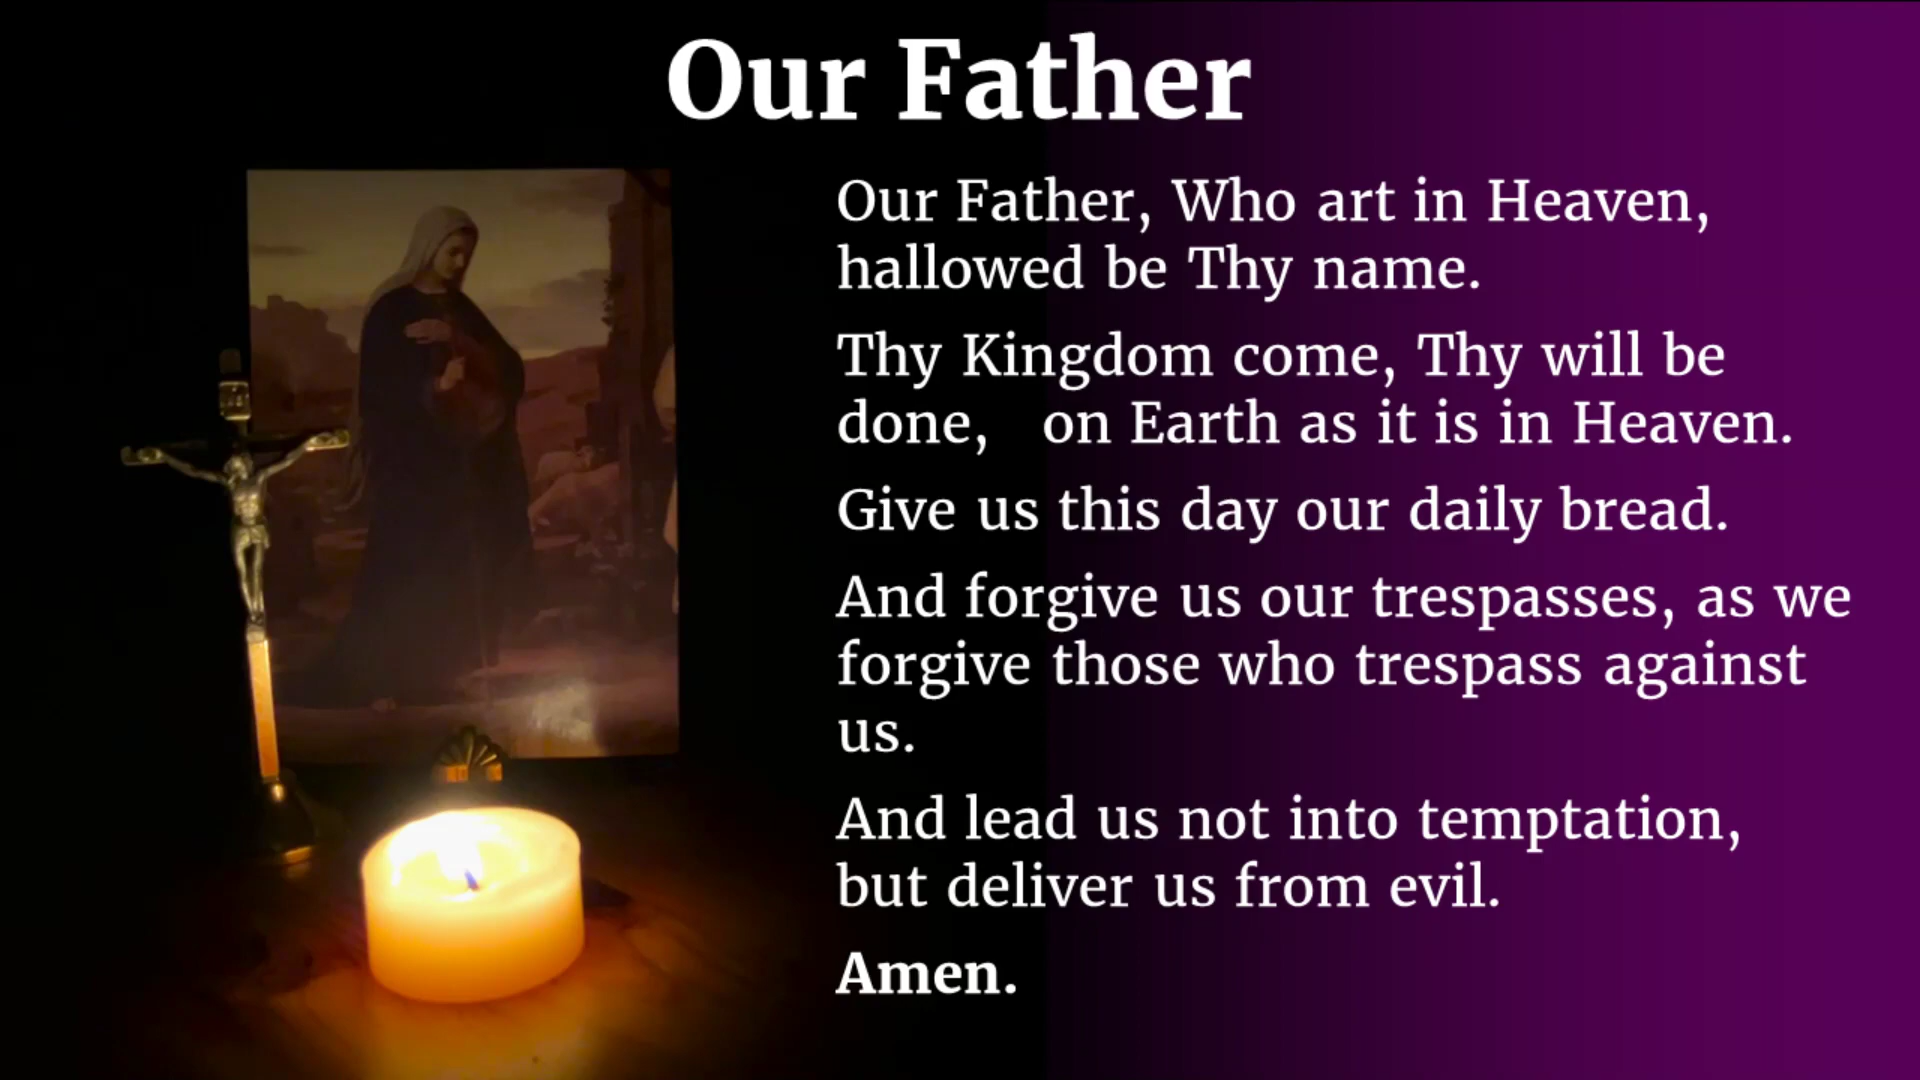 Our Father
Our Father, Who art in Heaven,
hallowed be Thy name.
Thy Kingdom come, Thy will be
done, on Earth as it is in Heaven.
Give us this day our daily bread.
And forgive us our trespasses, as we
forgive those who trespass against
us.
And lead us not into temptation,
but deliver us from evil.
Amen.